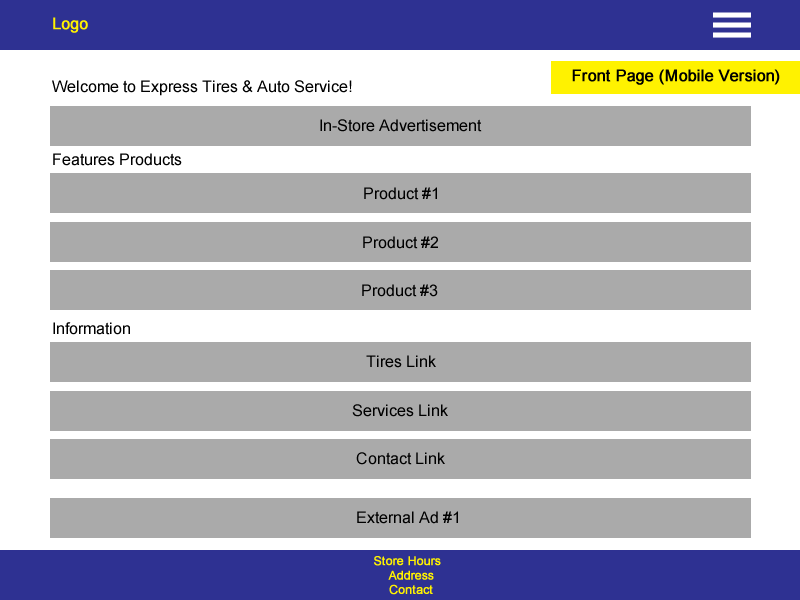 Logo
Front Page (Mobile Version)
Welcome to Express Tires & Auto Service!
In-Store Advertisement
Features Products
Product #1
Product #2
Product #3
Information
Tires Link
Services Link
Contact Link
External Ad #1
Store Hours
Address
Contact